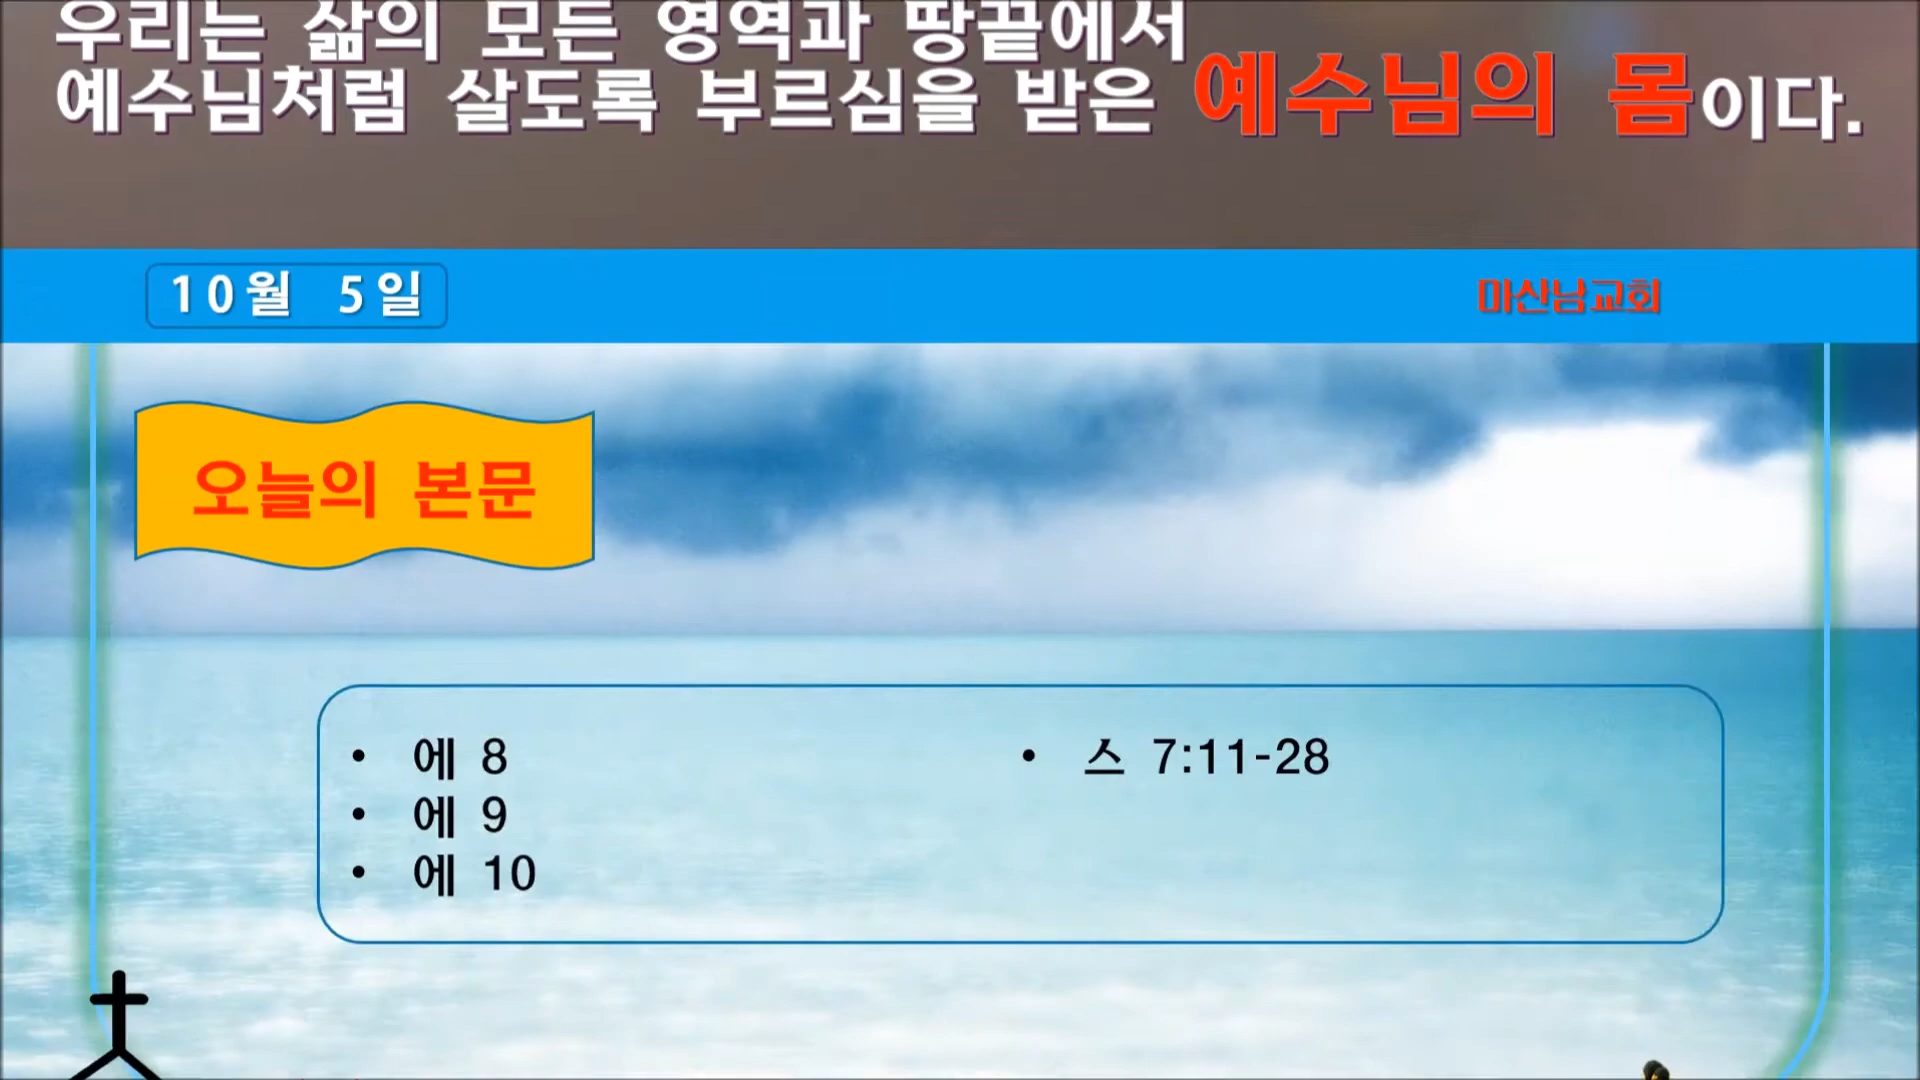 우리는 삶의 모든 영역과 땅끝에서
예수님처럼 살도록 부르심을 받은 예수님의 몸이다.
10월 5일
마산남교회
오늘의 본문
• 에 8
• 에 9
• 에 10
• 스 7:11-28